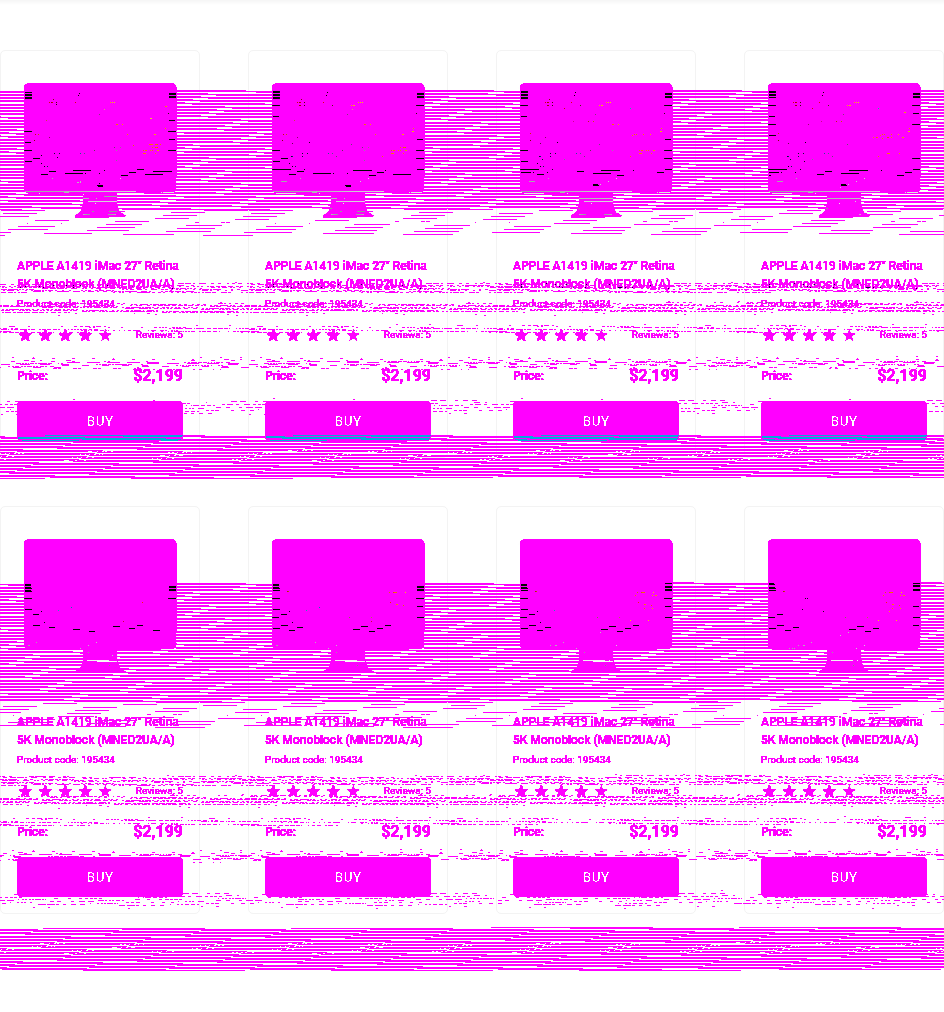 APPLE A1419 iMac 27" Retina
5K Monoblock (MNED2UA/A)
Product code: 195434
Reviews: 5
Price: $2,199
BUY
APPLE A1419 iMac 27" Retina
5K Monoblock (MNED2UA/A)
Product code: 195434
Reviews: 5
Price: $2,199
BUY
APPLE A1419 iMac 27" Retina
5K Monoblock (MNED2UA/A)
Product code: 195434
Reviews: 5
Price: $2,199
BUY
APPLE A1419 iMac 27" Retina
5K Monoblock (MNED2UA/A)
Product code: 195434
Reviews: 5
Price: $2,199
BUY
APPLE A1419 iMac 27" Retina
5K Monoblock (MNED2UA/A)
Product code: 195434
Reviews: 5
Price: $2,199
BUY
APPLE A1419 iMac 27" Retina
5K Monoblock (MNED2UA/A)
Product code: 195434
Reviews: 5
Price: $2,199
BUY
APPLE A1419 iMac 27" Retina
5K Monoblock (MNED2UA/A)
Product code: 195434
Reviews: 5
Price: $2,199
BUY
APPLE A1419 iMac 27" Retina
5K Monoblock (MNED2UA/A)
Product code: 195434
Reviews: 5
Price: $2,199
BUY